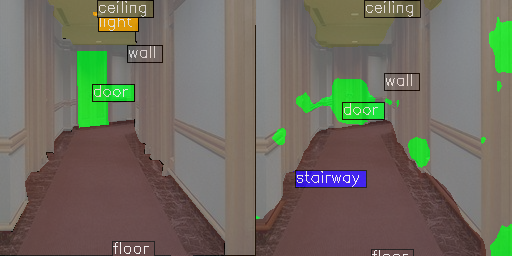 ceiling
light
wall
door
floor
ceiling
wall
door
stairway
floor